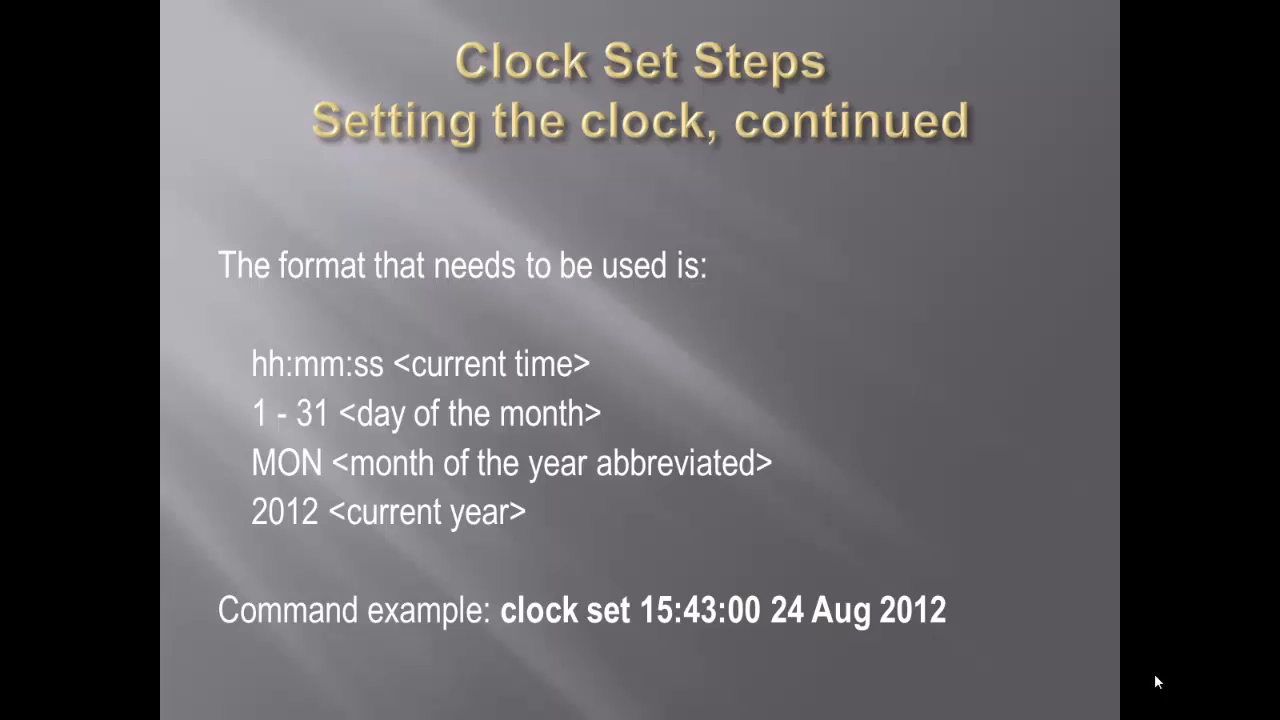 Clock Set Steps
Setting the clock, continued
The format that needs to be used is:
hh:mm:ss <current time>
1 - 31 <day of the month>
MON <month of the year abbreviated>
2012 <current year>
Command example: clock set 15:43:00 24 Aug 2012